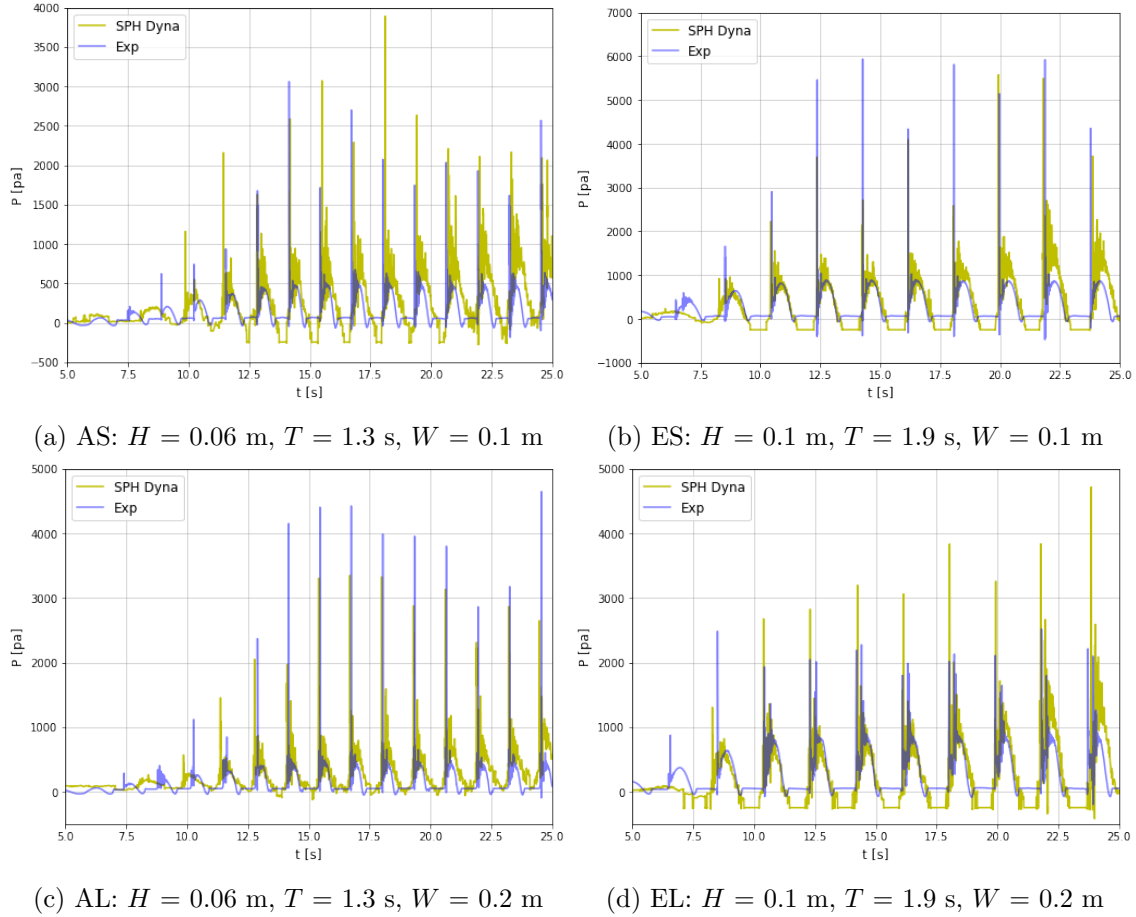 4000
3500
3000
2500
2000
1500
1000
500
0
−500
P [pa]
SPH Dyna
Exp
5.0 7.5 10.0 12.5 15.0 17.5 20.0 22.5 25.0
t [s]
7000
6000
5000
4000
3000
2000
1000
0
−1000
P [pa]
SPH Dyna
Exp
5.0 7.5 10.0 12.5 15.0 17.5 20.0 22.5 25.0
t [s]
(a) AS: H = 0.06 m, T = 1.3 s, W = 0.1 m
(b) ES: H = 0.1 m, T = 1.9 s, W = 0.1 m
5000
4000
3000
2000
1000
0
P [pa]
SPH Dyna
Exp
5.0 7.5 10.0 12.5 15.0 17.5 20.0 22.5 25.0
t [s]
5000
4000
3000
2000
1000
0
P [pa]
SPH Dyna
Exp
5.0 7.5 10.0 12.5 15.0 17.5 20.0 22.5 25.0
t [s]
(c) AL: H = 0.06 m, T = 1.3 s, W = 0.2 m
(d) EL: H = 0.1 m, T = 1.9 s, W = 0.2 m